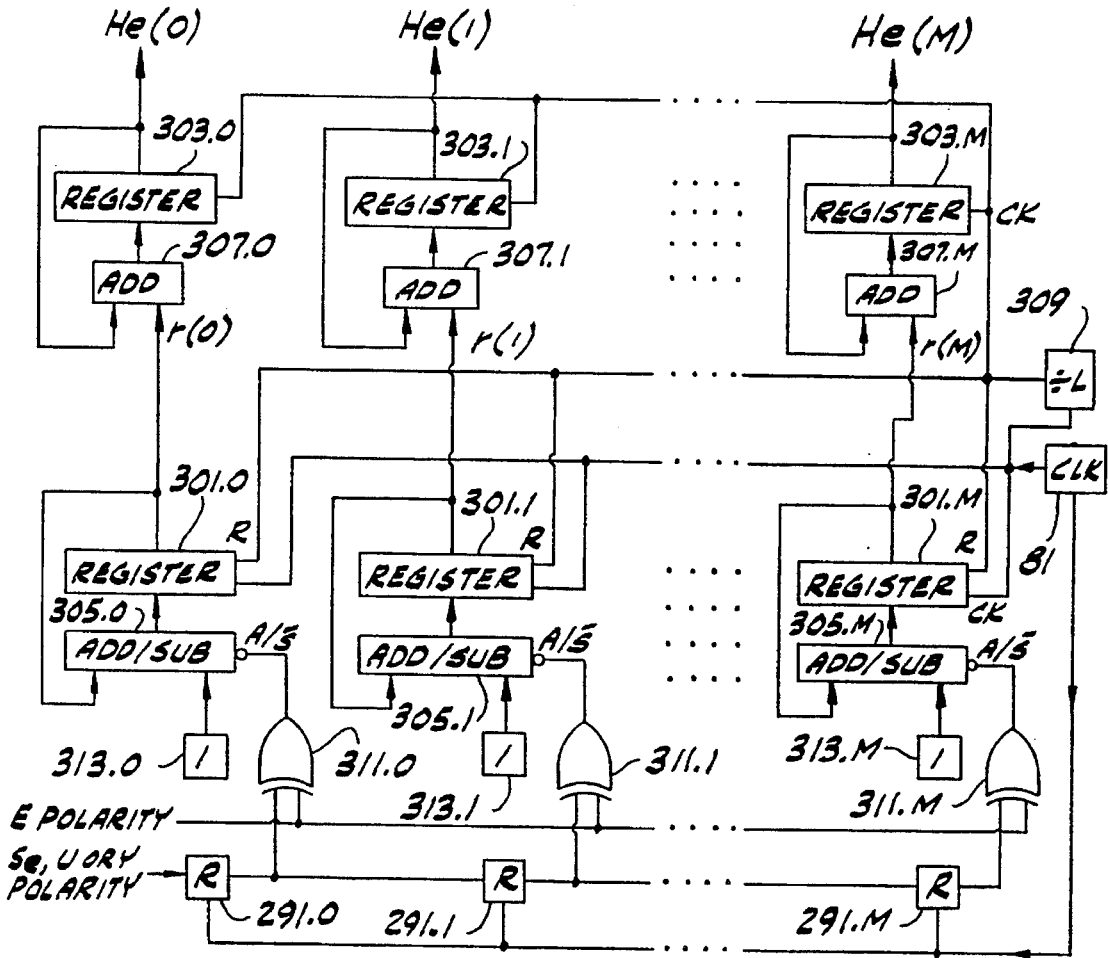 He(0) He(1) He(M)
303.0 303.1 303.M
REGISTER REGISTER REGISTER CK
307.0 307.1 307.M
ADD ADD ADD
309
r(0) r(1) r(M)
÷L
CLK
301.0 301.1 301.M
R R R
81
REGISTER REGISTER REGISTER
CK
305.0 A/S̄ A/S̄ 305.M A/S̄
ADD/SUB ADD/SUB ADD/SUB
305.1
1 1 1
313.0 311.0 311.1 313.M
313.1 311.M
E POLARITY
Se, U OR Y
POLARITY
R R R
291.0 291.1 291.M